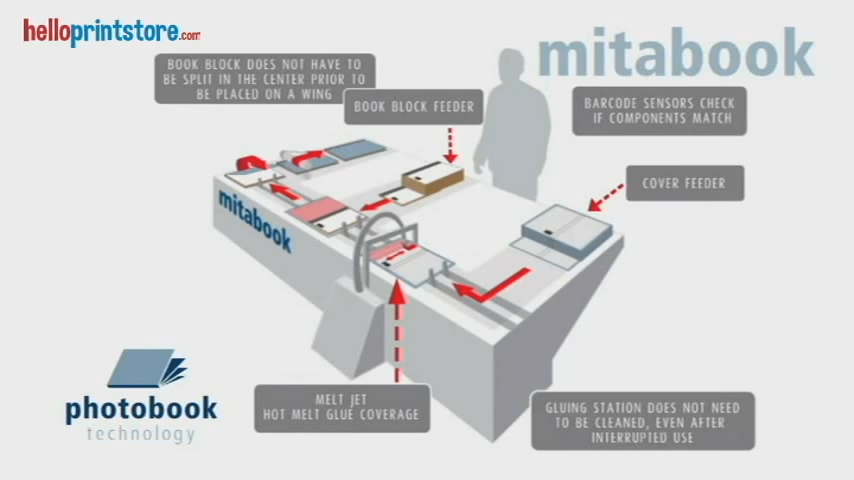 helloprintstore.com
mitabook
BOOK BLOCK DOES NOT HAVE TO
BE SPLIT IN THE CENTER PRIOR TO
BE PLACED ON A WING
BOOK BLOCK FEEDER
BARCODE SENSORS CHECK
IF COMPONENTS MATCH
COVER FEEDER
mitabook
photobook
technology
MELT JET
HOT MELT GLUE COVERAGE
GLUING STATION DOES NOT NEED
TO BE CLEANED, EVEN AFTER
INTERRUPTED USE